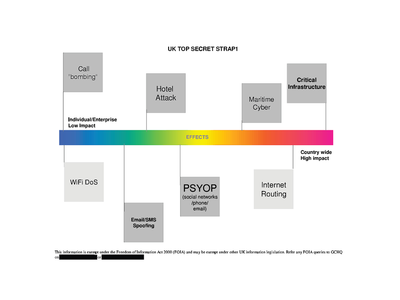 UK TOP SECRET STRAP1
Call
"bombing"
Hotel
Attack
Maritime
Cyber
Critical
Infrastructure
Individual/Enterprise
Low Impact
EFFECTS
Country wide
High impact
WiFi DoS
Email/SMS
Spoofing
PSYOP
(social networks
/phone/
email)
Internet
Routing
This information is exempt under the Freedom of Information Act 2000 (FOIA) and may be exempt under other UK information legislation. Refer any FOIA queries to GCHQ
on